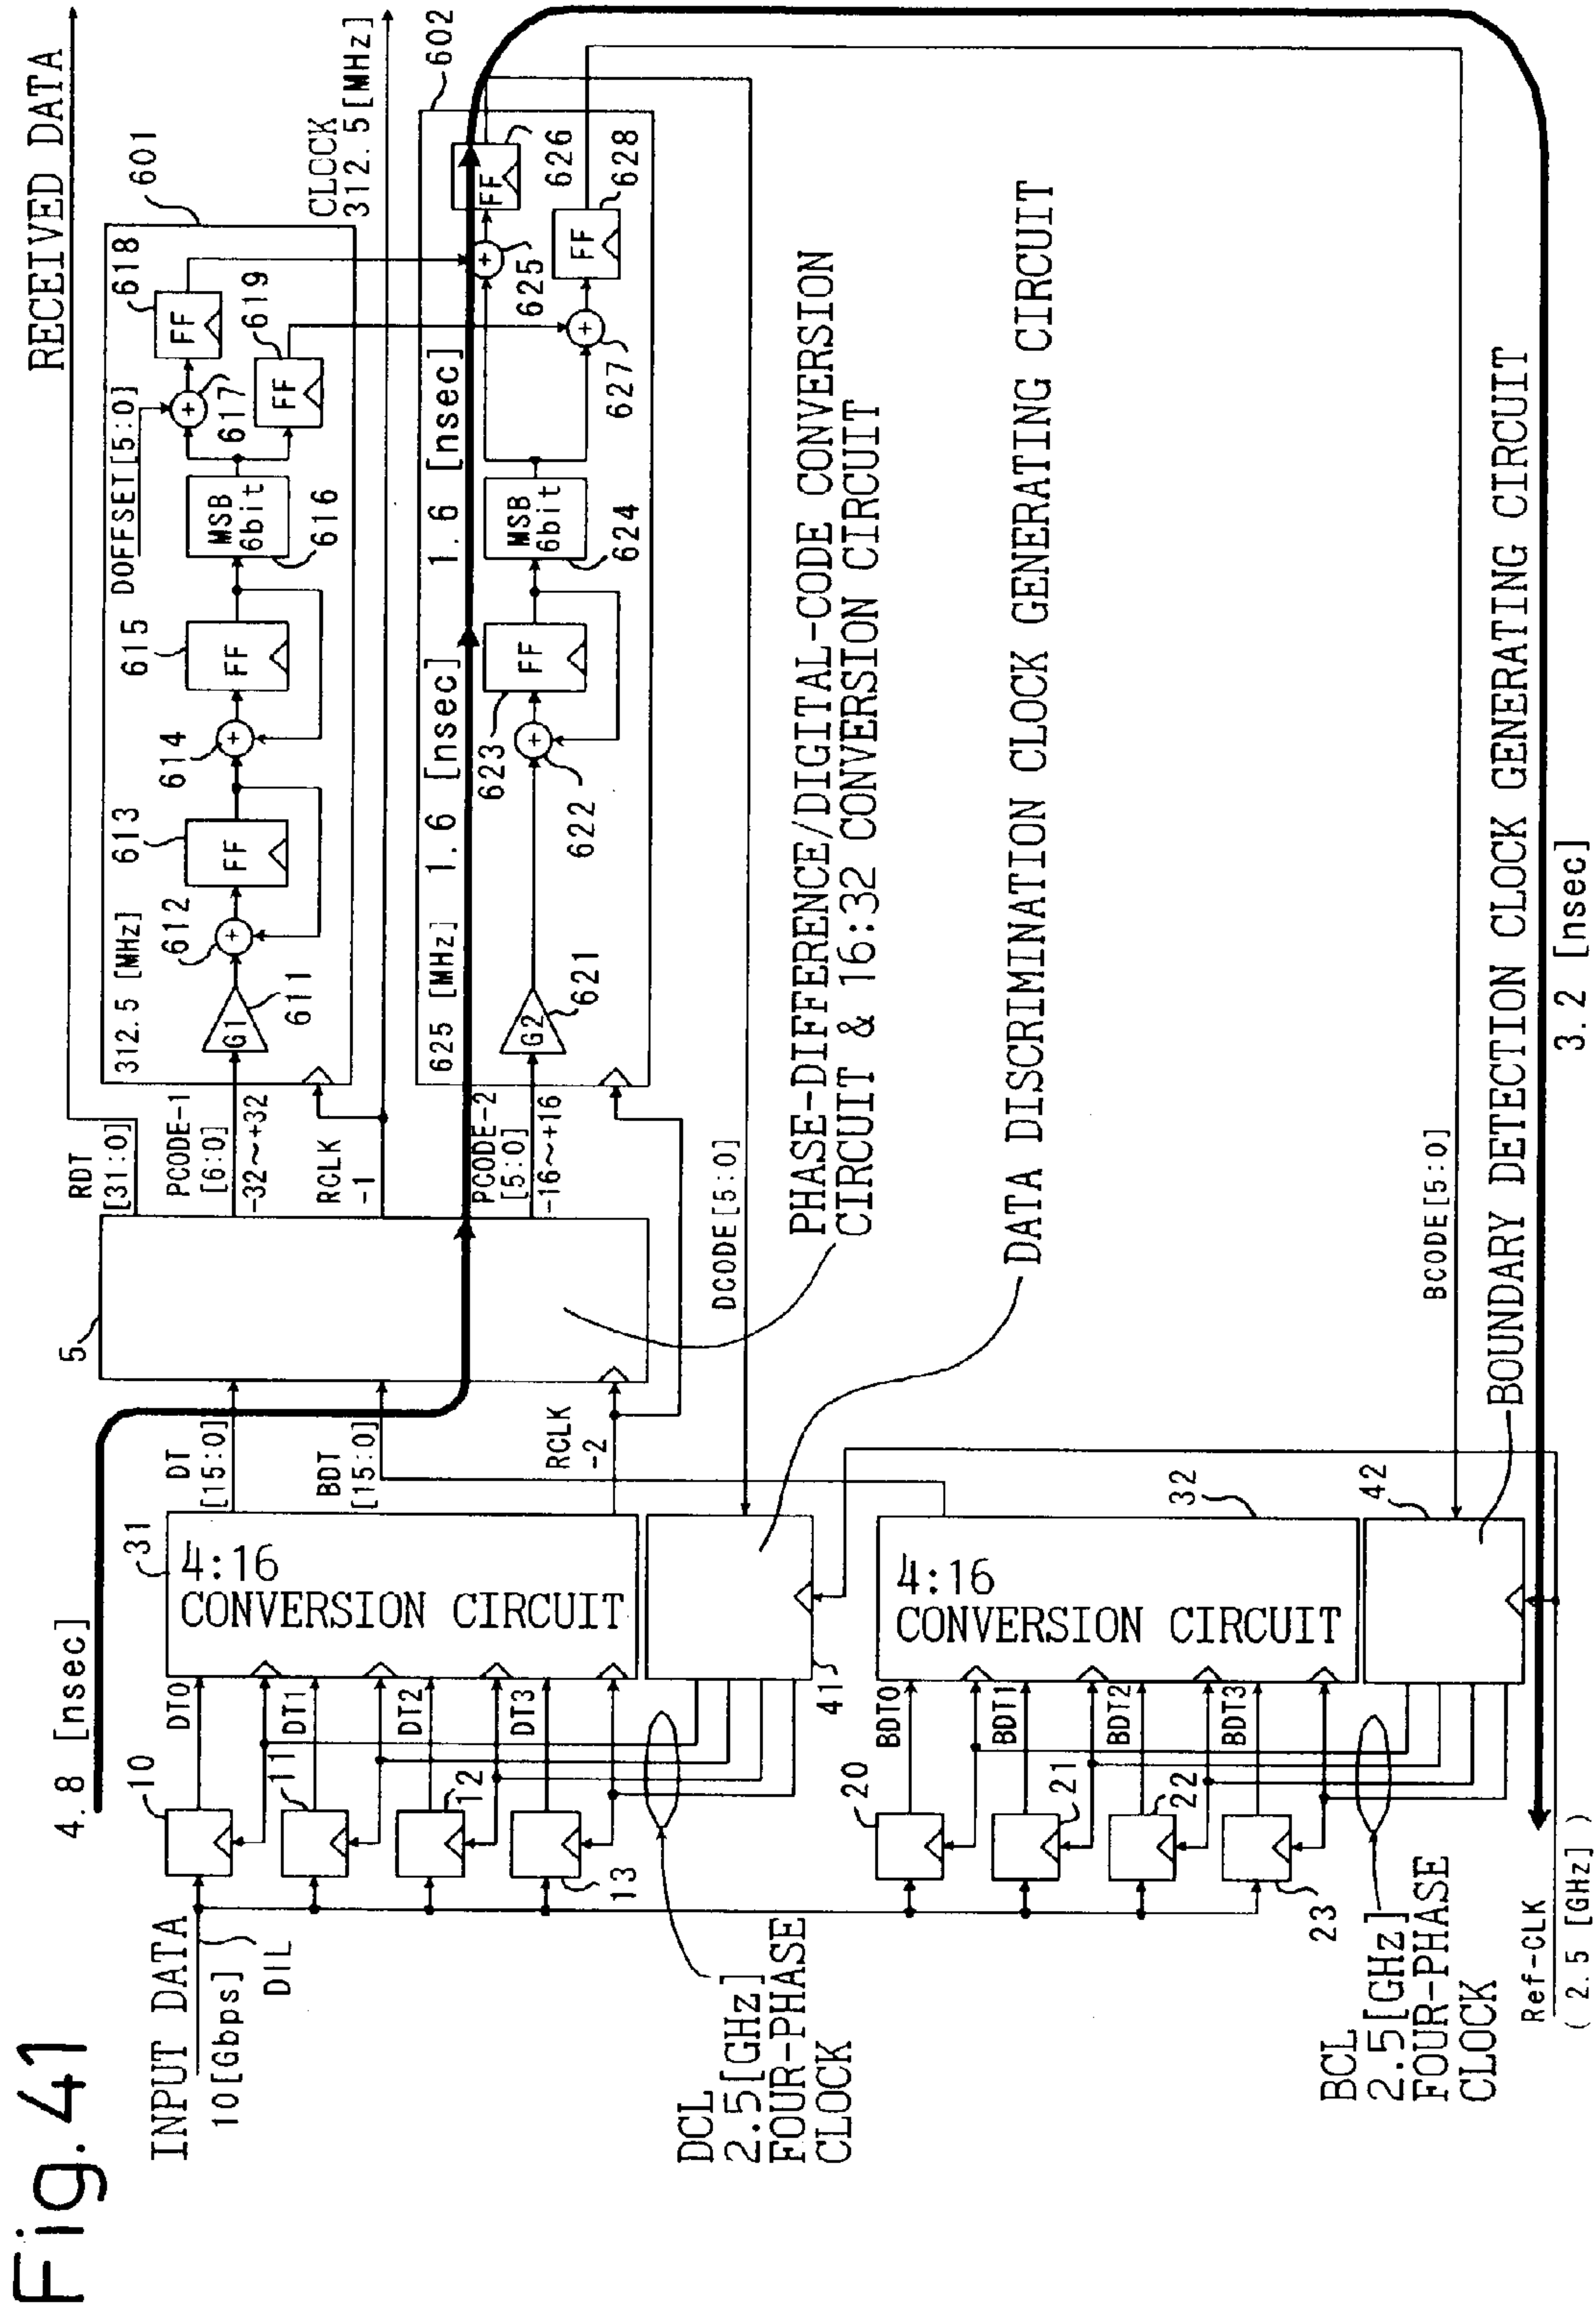 Fig. 41
RECEIVED DATA
INPUT DATA
10[Gbps]
DIL
4.8 [nsec]
10
11
12
13
DT0
DT1
DT2
DT3
31
4:16
CONVERSION CIRCUIT
DT
[15:0]
BDT
[15:0]
RCLK
-2
5
RDT
[31:0]
PCODE-1
[6:0]
-32~+32
RCLK
-1
PCODE-2
[5:0]
-16~+16
312.5 [MHz]
G1
611
612
FF
613
614
FF
615
MSB
6bit
616
DOFFSET[5:0]
617
FF
618
FF
619
601
CLOCK
312.5[MHz]
625 [MHz]
1.6 [nsec]
1.6 [nsec]
G2
621
622
FF
623
MSB
6bit
624
625
FF
626
627
FF
628
602
DCL
2.5[GHz]
FOUR-PHASE
CLOCK
41
DCODE[5:0]
PHASE-DIFFERENCE/DIGITAL-CODE CONVERSION
CIRCUIT & 16:32 CONVERSION CIRCUIT
DATA DISCRIMINATION CLOCK GENERATING CIRCUIT
20
21
22
23
BDT0
BDT1
BDT2
BDT3
4:16
CONVERSION CIRCUIT
32
42
BCODE[5:0]
BOUNDARY DETECTION CLOCK GENERATING CIRCUIT
BCL
2.5[GHz]
FOUR-PHASE
CLOCK
Ref-CLK
( 2.5 [GHz] )
3.2 [nsec]